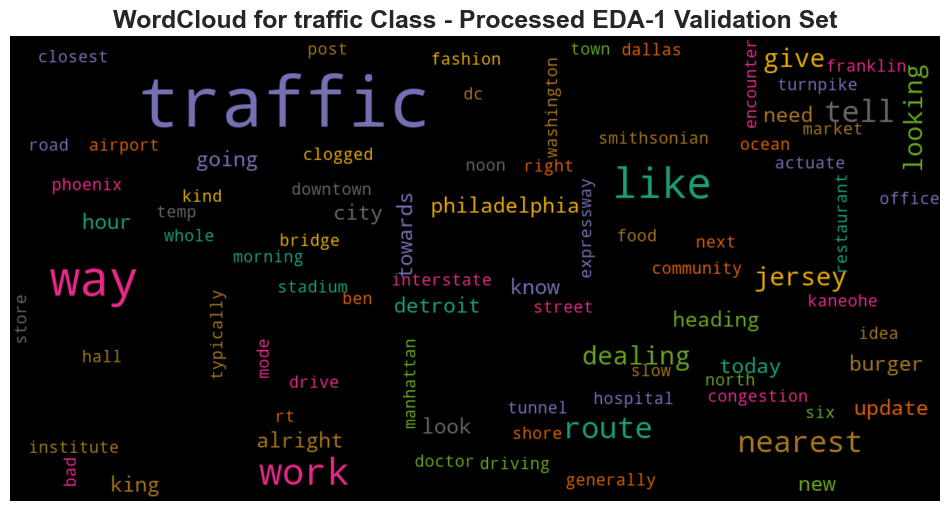 WordCloud for traffic Class - Processed EDA-1 Validation Set
closest
post
fashion
town
dallas
encounter
give
franklin
looking
traffic
dc
washington
turnpike
need
tell
market
smithsonian
ocean
road
airport
going
clogged
noon
right
actuate
phoenix
kind
downtown
like
restaurant
office
temp
city
towards
philadelphia
expressway
hour
whole
bridge
food
next
morning
way
stadium
ben
interstate
know
community
jersey
store
typically
detroit
street
kaneohe
heading
idea
hall
mode
manhattan
dealing
slow
today
burger
drive
north
hospital
congestion
rt
tunnel
six
update
look
shore
route
institute
alright
nearest
bad
king
work
doctor
driving
generally
new